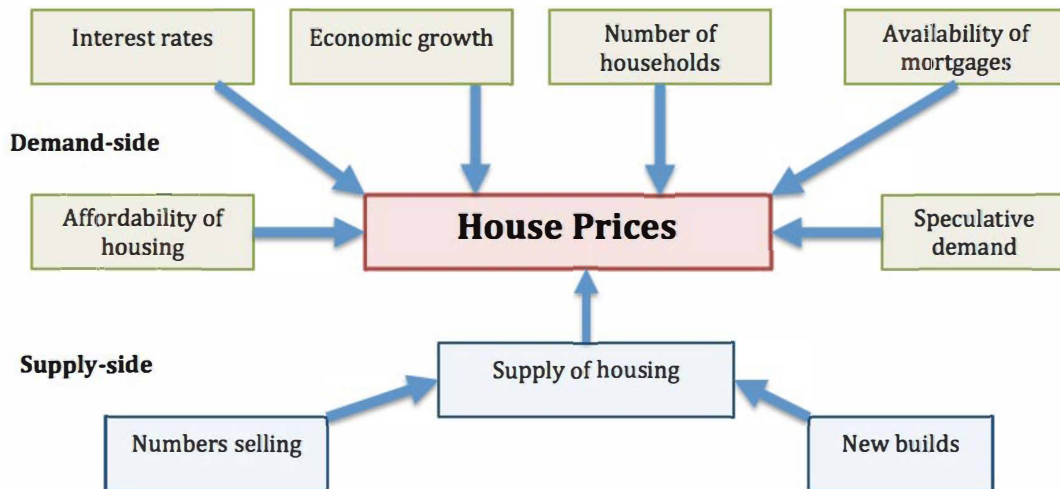 Interest rates
Economic growth
Number of
households
Availability of
mortgages
Demand-side
Affordability of
housing
House Prices
Speculative
demand
Supply-side
Supply of housing
Numbers selling
New builds